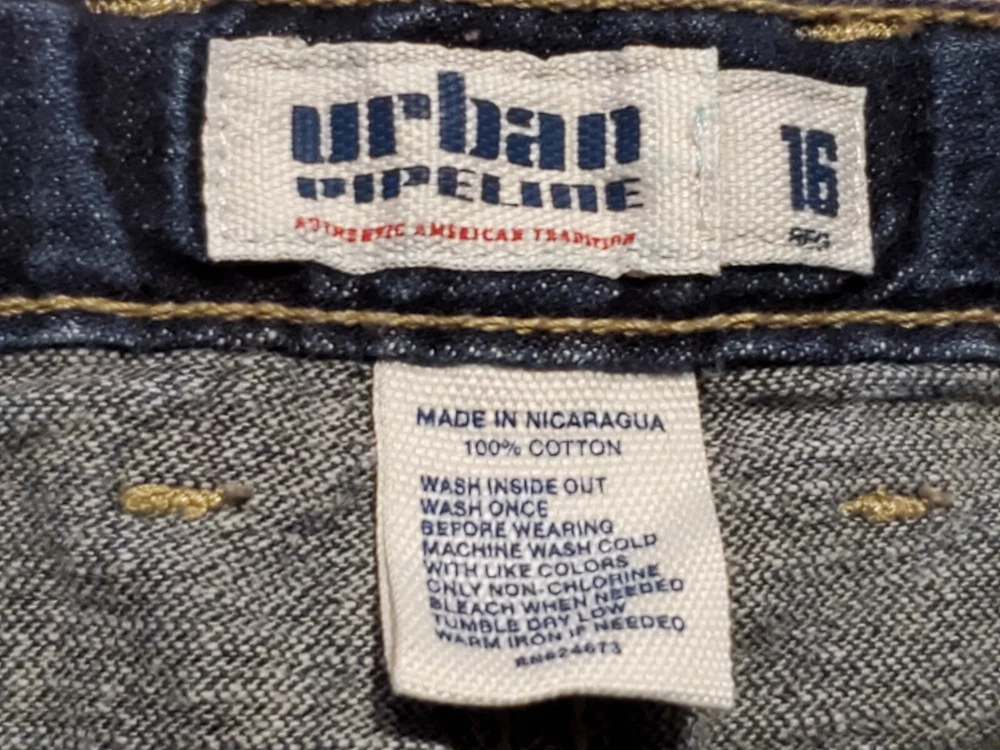 urban
PIPELINE
AUTHENTIC AMERICAN TRADITION
16
REG
MADE IN NICARAGUA
100% COTTON
WASH INSIDE OUT
WASH ONCE
BEFORE WEARING
MACHINE WASH COLD
WITH LIKE COLORS
ONLY NON-CHLORINE
BLEACH WHEN NEEDED
TUMBLE DRY LOW
WARM IRON IF NEEDED